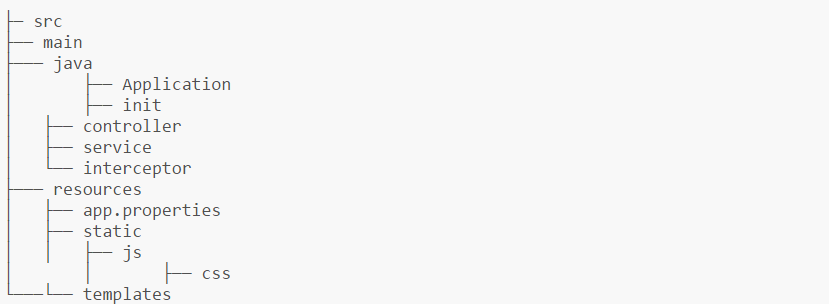 ├─ src
├── main
├─── java
│       ├── Application
│       ├── init
│   ├── controller
│   ├── service
│   └── interceptor
├─── resources
│   ├── app.properties
│   ├── static
│   │   ├── js
│       │       ├── css
└───└── templates